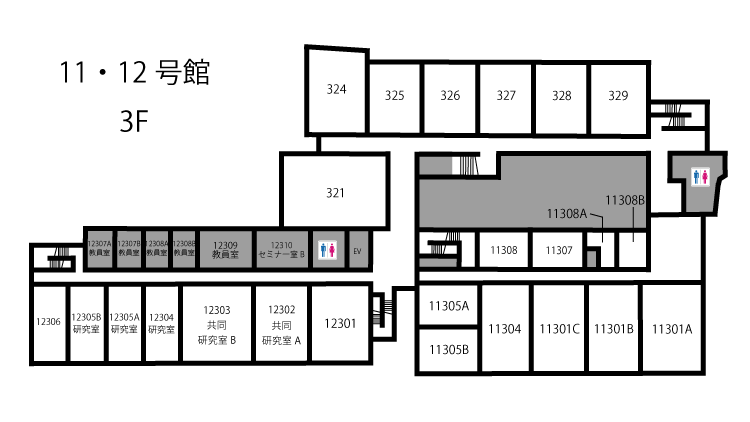 11・12 号館
3F
324
325
326
327
328
329
321
11308B
11308A
12307A
教員室
12307B
教員室
12308A
教員室
12308B
教員室
12309
教員室
12310
セミナー室 B
EV
11308
11307
12306
12305B
研究室
12305A
研究室
12304
研究室
12303
共同
研究室 B
12302
共同
研究室 A
12301
11305A
11305B
11304
11301C
11301B
11301A